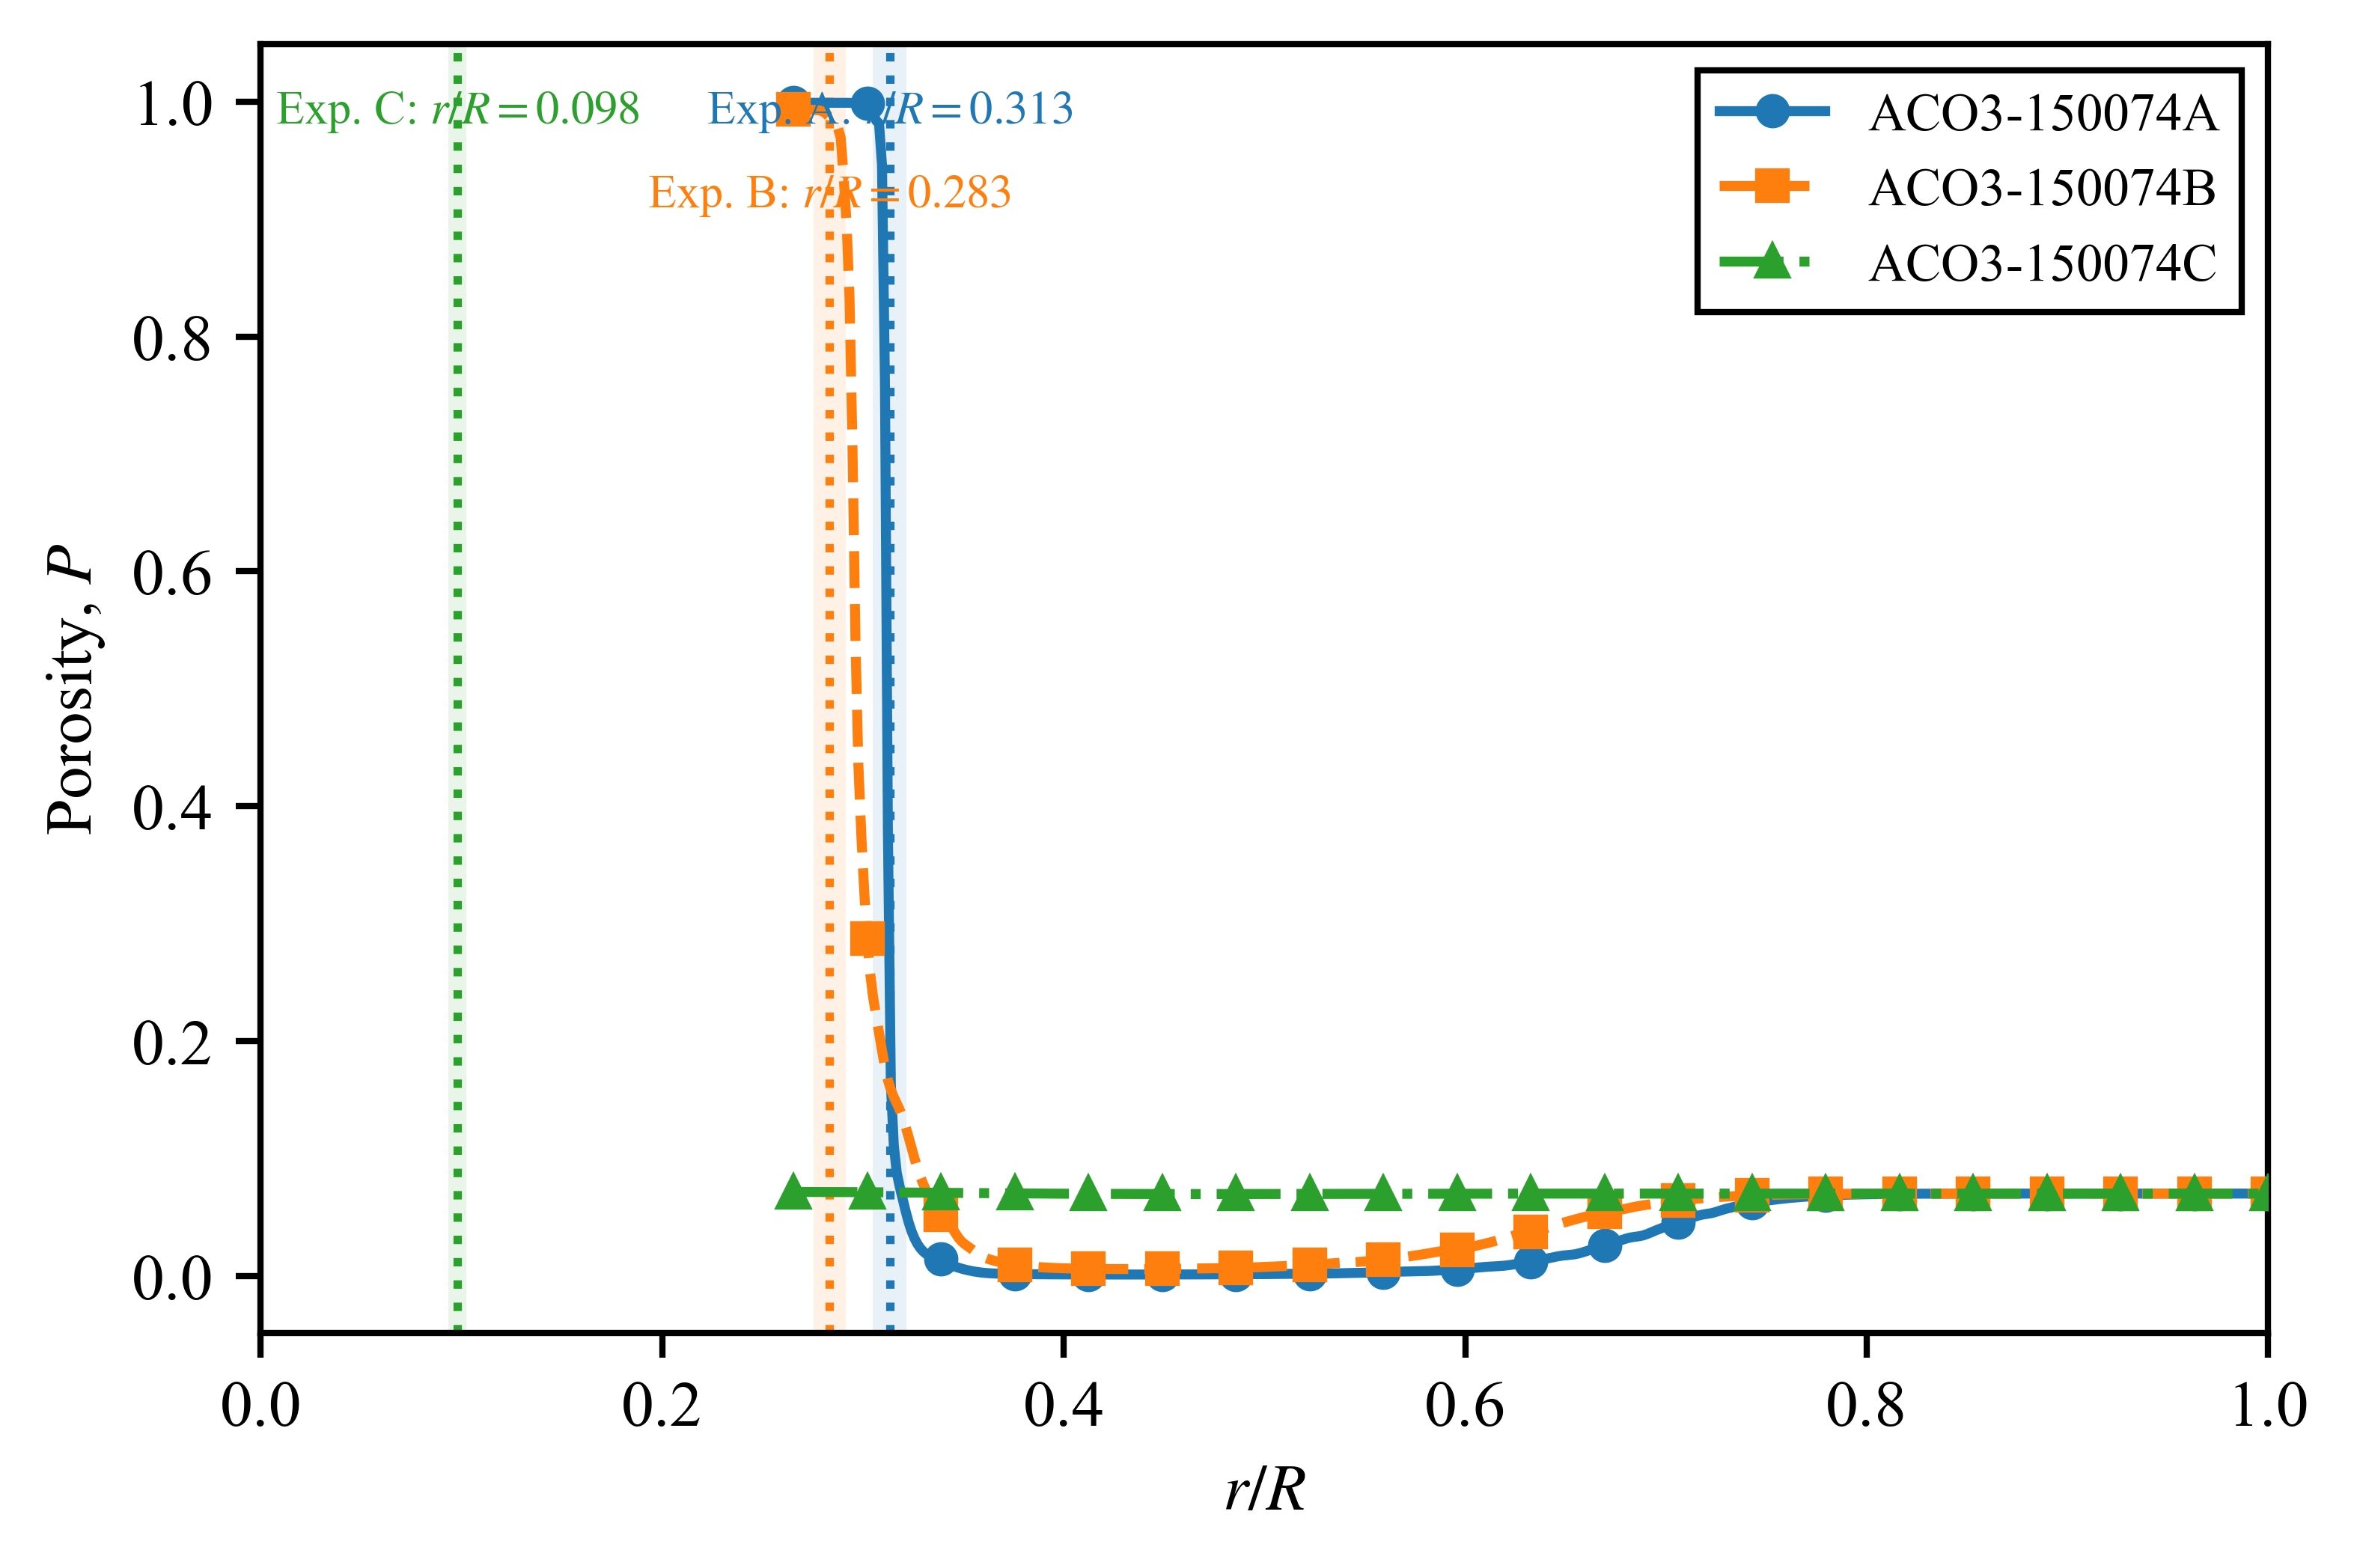 Exp. C: r/R = 0.098
Exp. A: r/R = 0.313
Exp. B: r/R = 0.283
ACO3-150074A
ACO3-150074B
ACO3-150074C
Porosity, P
1.0
0.8
0.6
0.4
0.2
0.0
0.0 0.2 0.4 0.6 0.8 1.0
r/R